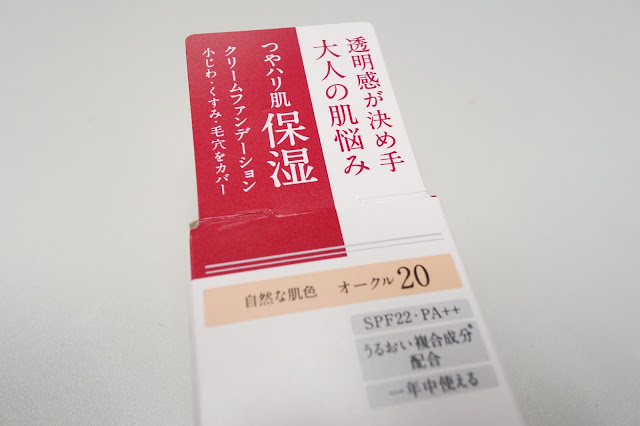 透明感が決め手
大人の肌悩み
つやハリ肌 保湿
クリームファンデーション
小じわ・くすみ・毛穴をカバー
自然な肌色 オークル20
SPF22・PA++
うるおい複合成分*
配合
一年中使える